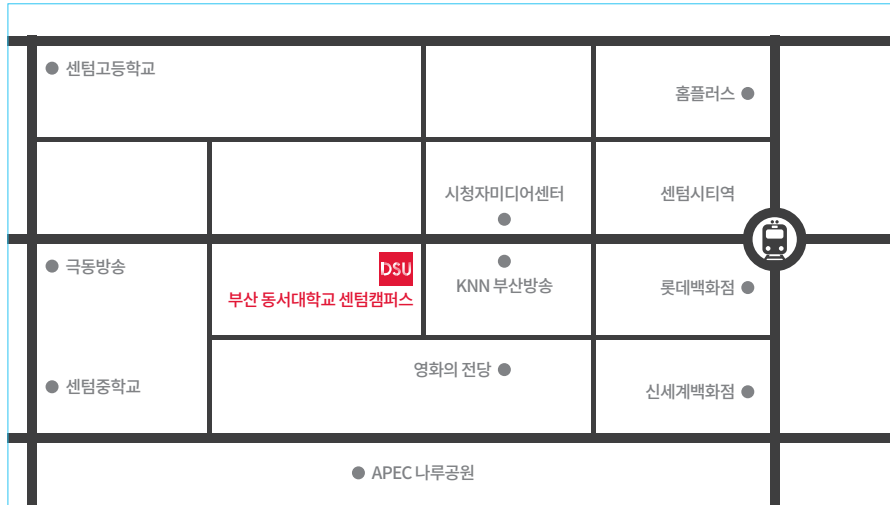 센텀고등학교
홈플러스
시청자미디어센터
센텀시티역
극동방송
DSU
부산 동서대학교 센텀캠퍼스
KNN 부산방송
롯데백화점
영화의 전당
센텀중학교
신세계백화점
APEC 나루공원